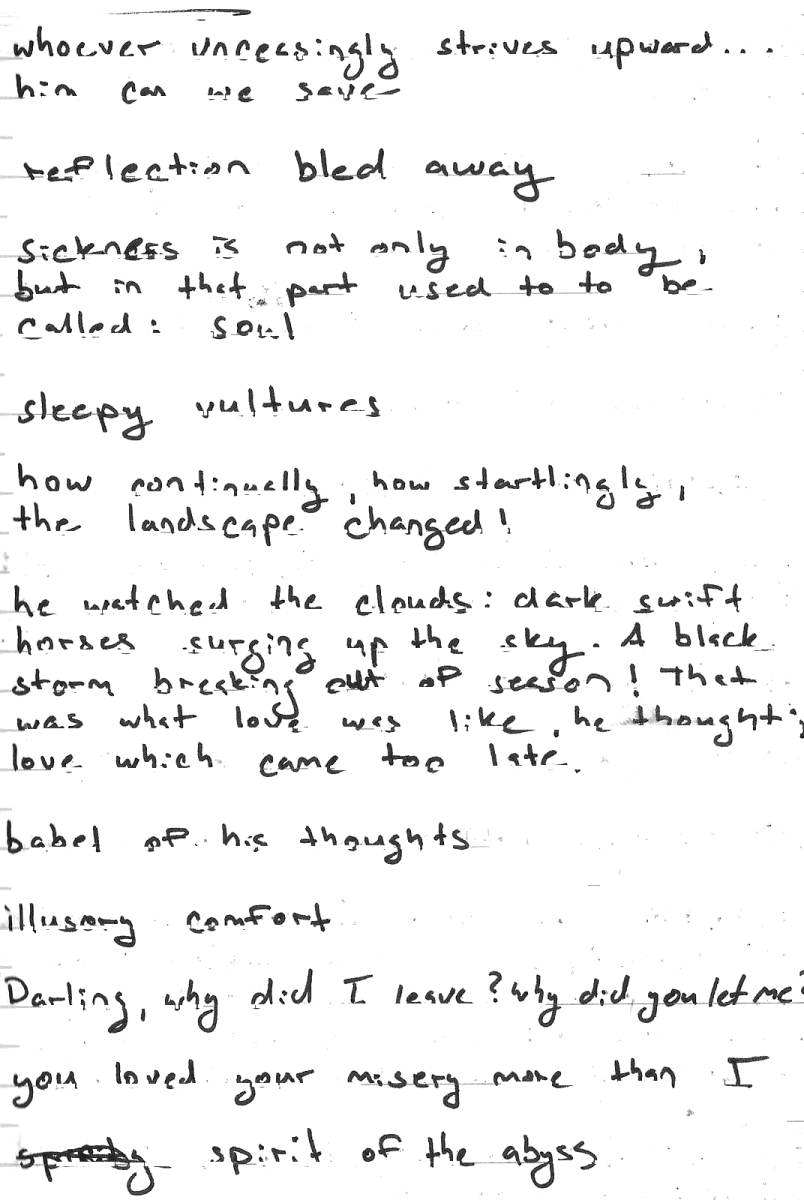 whoever unceasingly strives upward...
him can we save
reflection bled away
sickness is not only in body,
but in that part used to to be
called: soul
sleepy vultures
how continually, how startlingly,
the landscape changed!
he watched the clouds: dark swift
horses surging up the sky. A black
storm breaking out of season! That
was what love was like, he thought;
love which came too late.
babel of his thoughts
illusory comfort
Darling, why did I leave? why did you let me?
you loved your misery more than I
spirit of the abyss